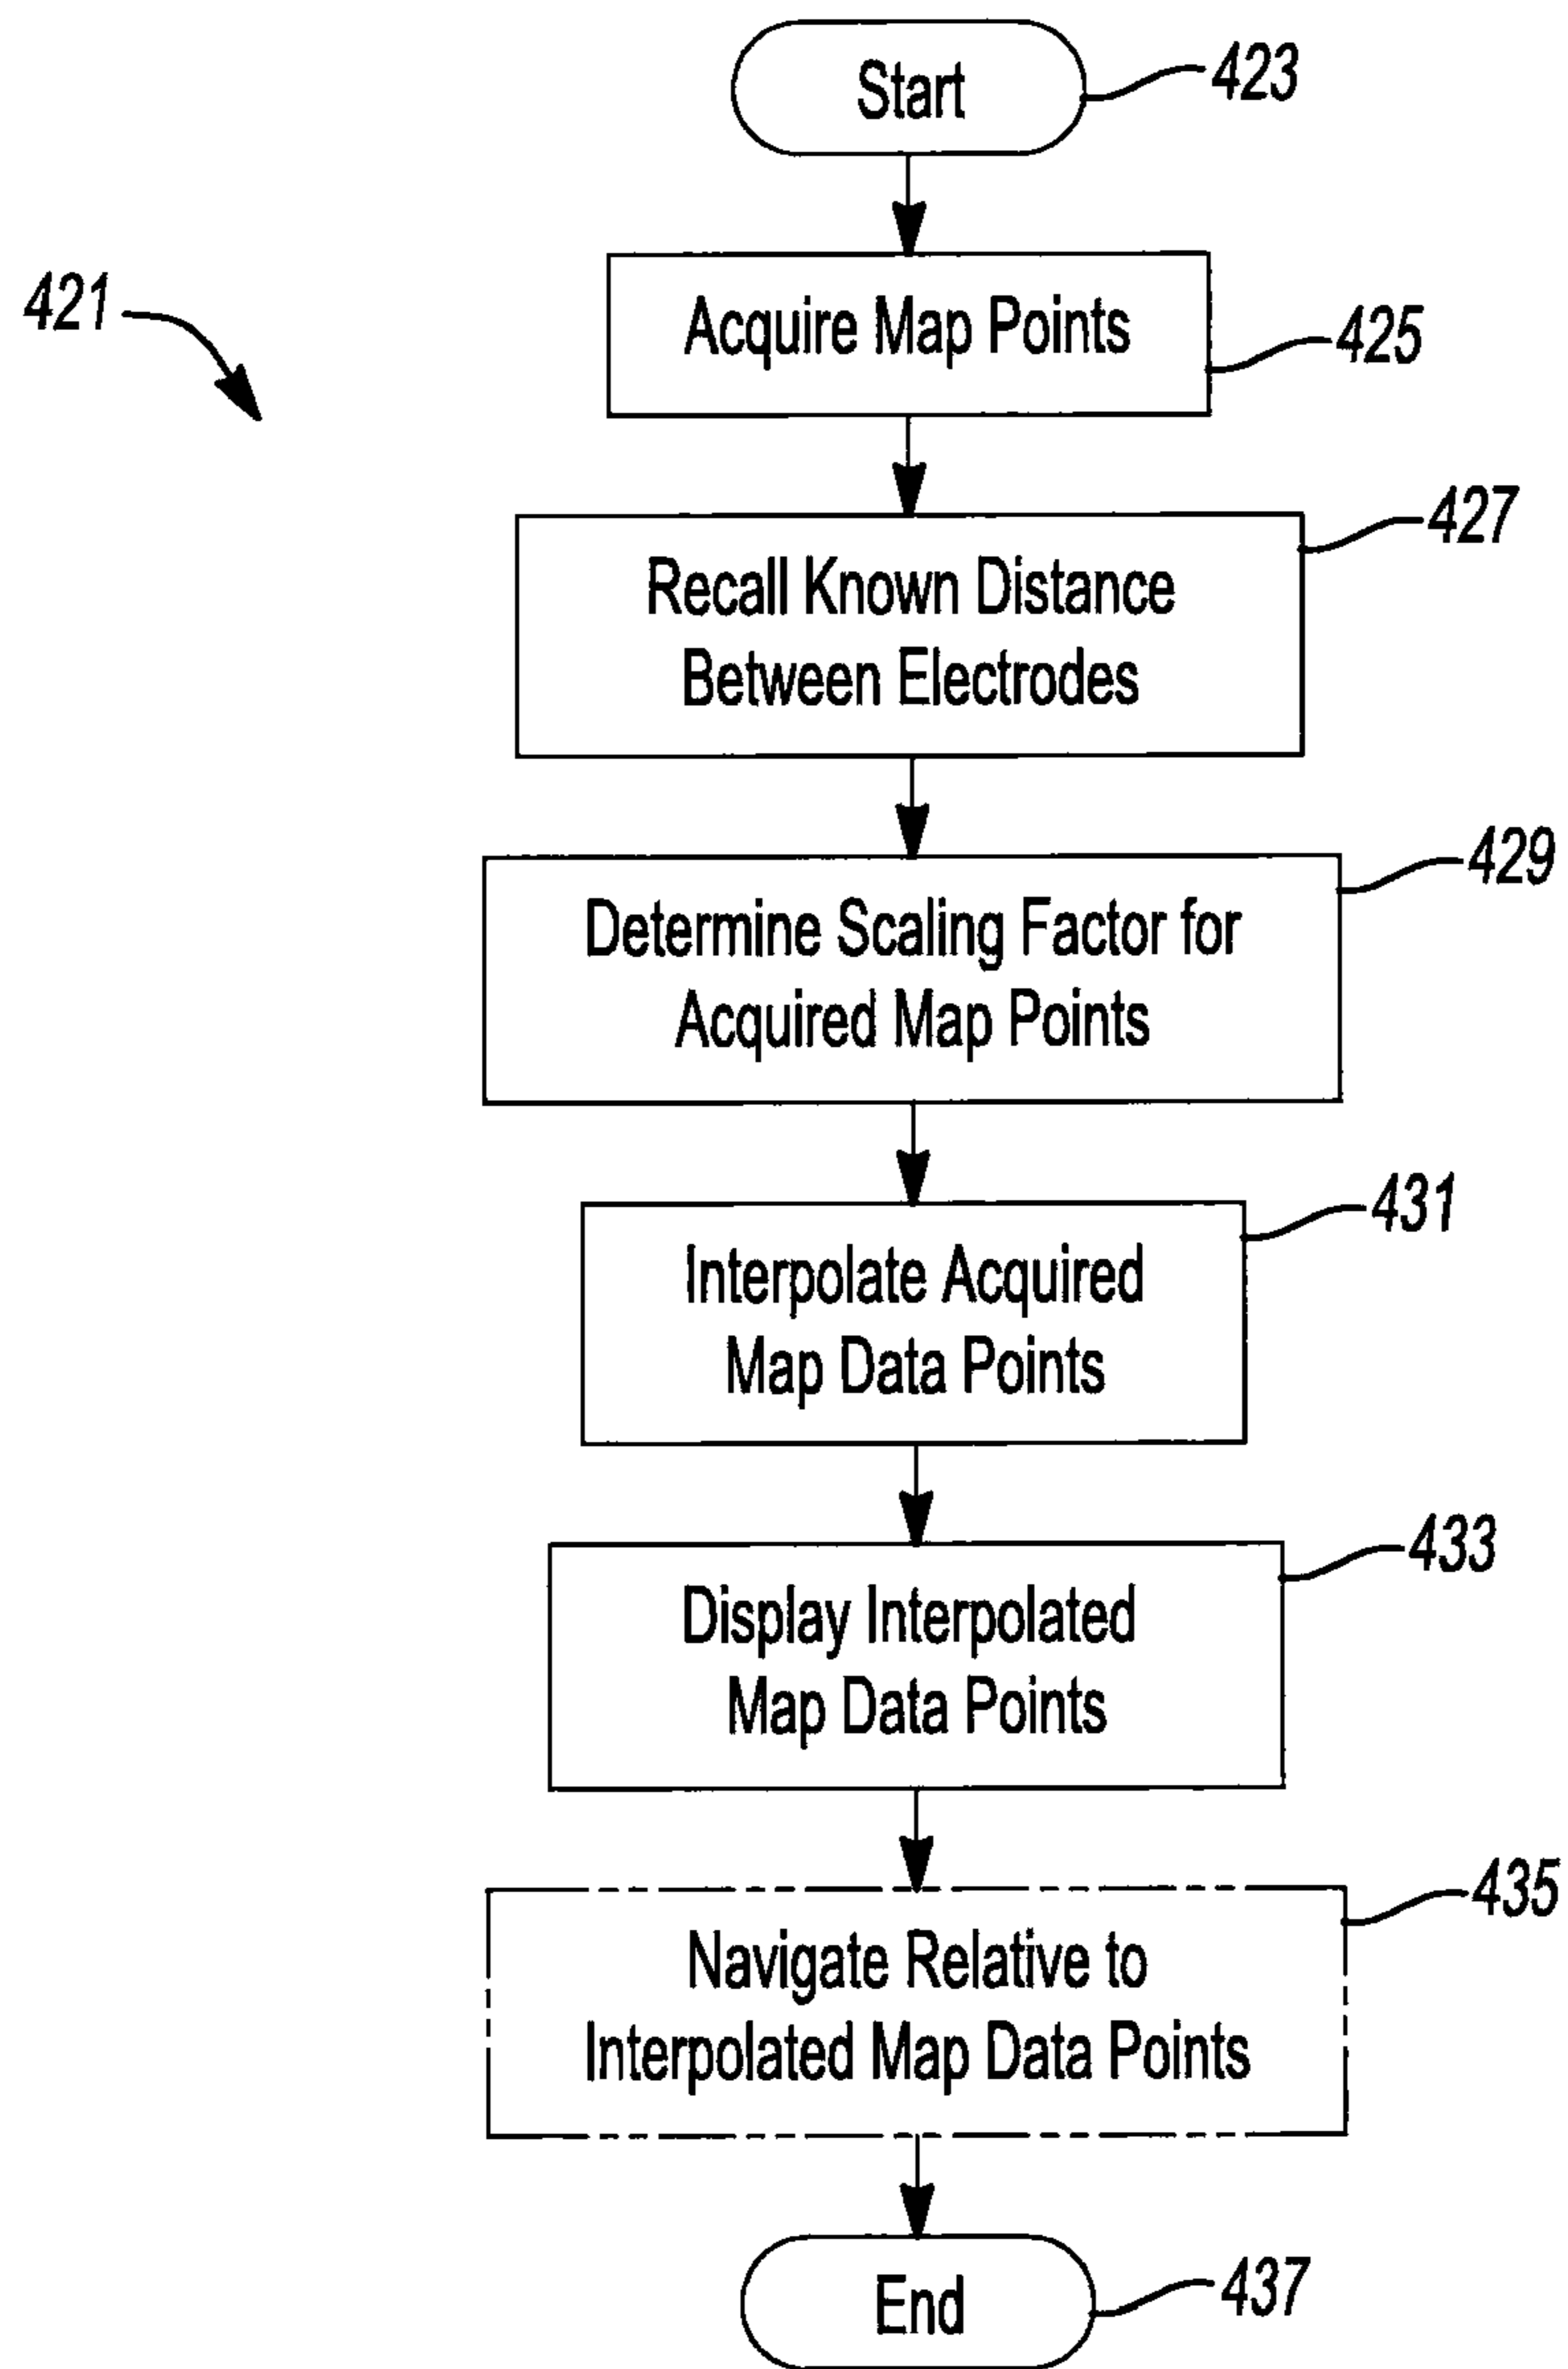 Start
423
421
Acquire Map Points
425
427
Recall Known Distance
Between Electrodes
429
Determine Scaling Factor for
Acquired Map Points
431
Interpolate Acquired
Map Data Points
433
Display Interpolated
Map Data Points
435
Navigate Relative to
Interpolated Map Data Points
End
437